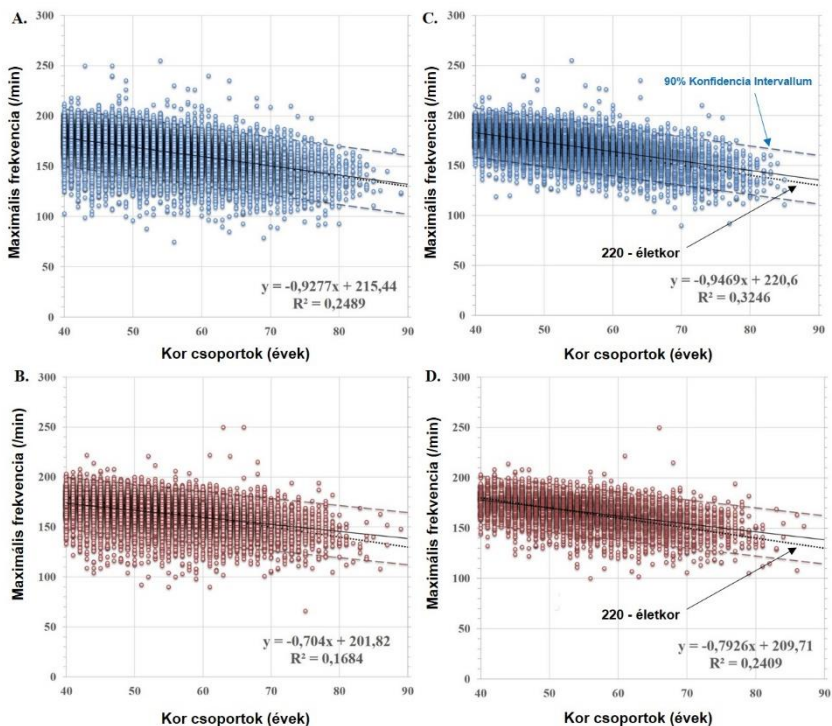 A.
Maximális frekvencia (/min)
300
250
200
150
100
50
0
y = -0,9277x + 215,44
R² = 0,2489
40 50 60 70 80 90
Kor csoportok (évek)
C.
Maximális frekvencia (/min)
300
250
200
150
100
50
0
90% Konfidencia Intervallum
220 - életkor
y = -0,9469x + 220,6
R² = 0,3246
40 50 60 70 80 90
Kor csoportok (évek)
B.
Maximális frekvencia (/min)
300
250
200
150
100
50
0
y = -0,704x + 201,82
R² = 0,1684
40 50 60 70 80 90
Kor csoportok (évek)
D.
Maximális frekvencia (/min)
300
250
200
150
100
50
0
220 - életkor
y = -0,7926x + 209,71
R² = 0,2409
40 50 60 70 80 90
Kor csoportok (évek)